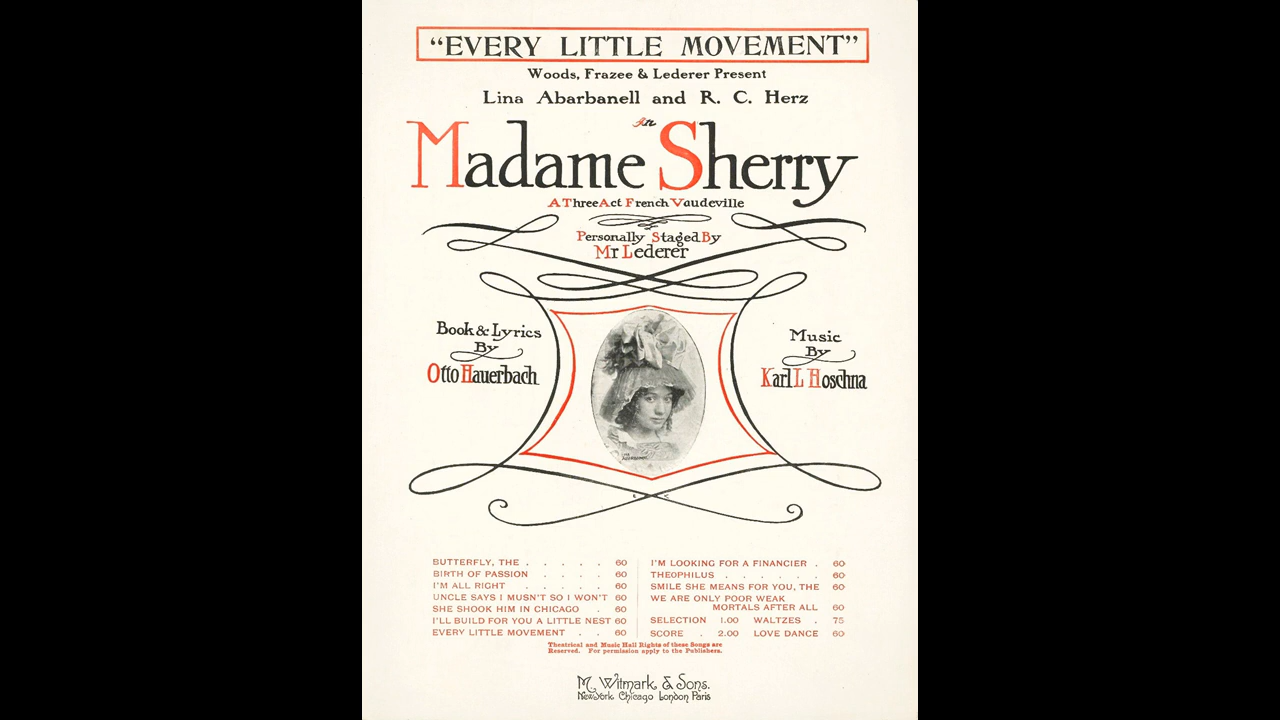 “EVERY LITTLE MOVEMENT”
Woods, Frazee & Lederer Present
Lina Abarbanell and R. C. Herz
In
Madame Sherry
A Three Act French Vaudeville
Personally Staged By
Mr Lederer
Book & Lyrics
By
Otto Hauerbach
Music
By
Karl L Hoschna
BUTTERFLY, THE . . . . . 60
BIRTH OF PASSION . . . . 60
I'M ALL RIGHT . . . . . 60
UNCLE SAYS I MUSN'T SO I WON'T 60
SHE SHOOK HIM IN CHICAGO . 60
I'LL BUILD FOR YOU A LITTLE NEST 60
EVERY LITTLE MOVEMENT . . 60
I'M LOOKING FOR A FINANCIER . 60
THEOPHILUS . . . . . . 60
SMILE SHE MEANS FOR YOU, THE 60
WE ARE ONLY POOR WEAK
MORTALS AFTER ALL 60
SELECTION 1.00 WALTZES . 75
SCORE . 2.00 LOVE DANCE 60
Theatrical and Music Hall Rights of these Songs are
Reserved. For permission apply to the Publishers.
M. Witmark & Sons.
New York Chicago London Paris